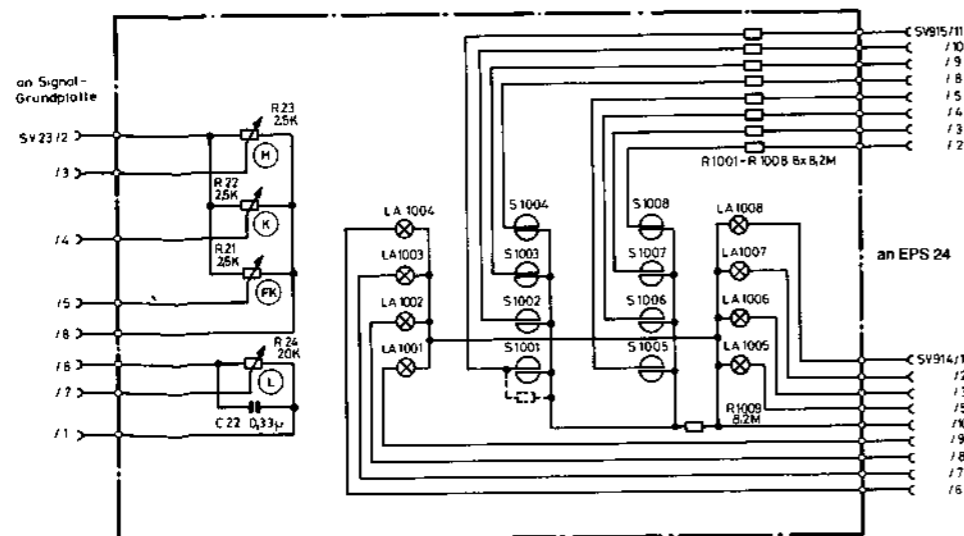 an Signal-
Grundplatte
SV23/2
/3
/4
/5
/8
/6
/7
/1
R23
2,5K
H
R22
2,5K
K
R21
2,5K
FK
R24
20K
L
C22 0,33µ
SV915/11
/10
/9
/8
/5
/4
/3
/2
R1001-R1008 8x8,2M
LA1004
LA1003
LA1002
LA1001
S1004
S1003
S1002
S1001
S1008
S1007
S1006
S1005
LA1008
LA1007
LA1006
LA1005
R1009
8,2M
an EPS 24
SV914/1
/2
/3
/5
/10
/9
/8
/7
/6